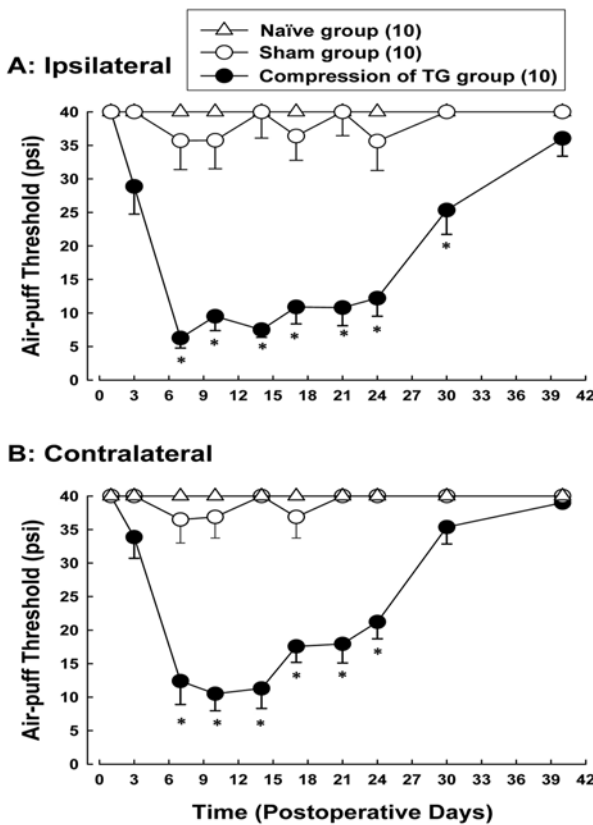 Naïve group (10)
Sham group (10)
Compression of TG group (10)
A: Ipsilateral
Air-puff Threshold (psi)
40
35
30
25
20
15
10
5
0
* * * * * * *
0 3 6 9 12 15 18 21 24 27 30 33 36 39 42
B: Contralateral
Air-puff Threshold (psi)
40
35
30
25
20
15
10
5
0
* * * * * *
0 3 6 9 12 15 18 21 24 27 30 33 36 39 42
Time (Postoperative Days)